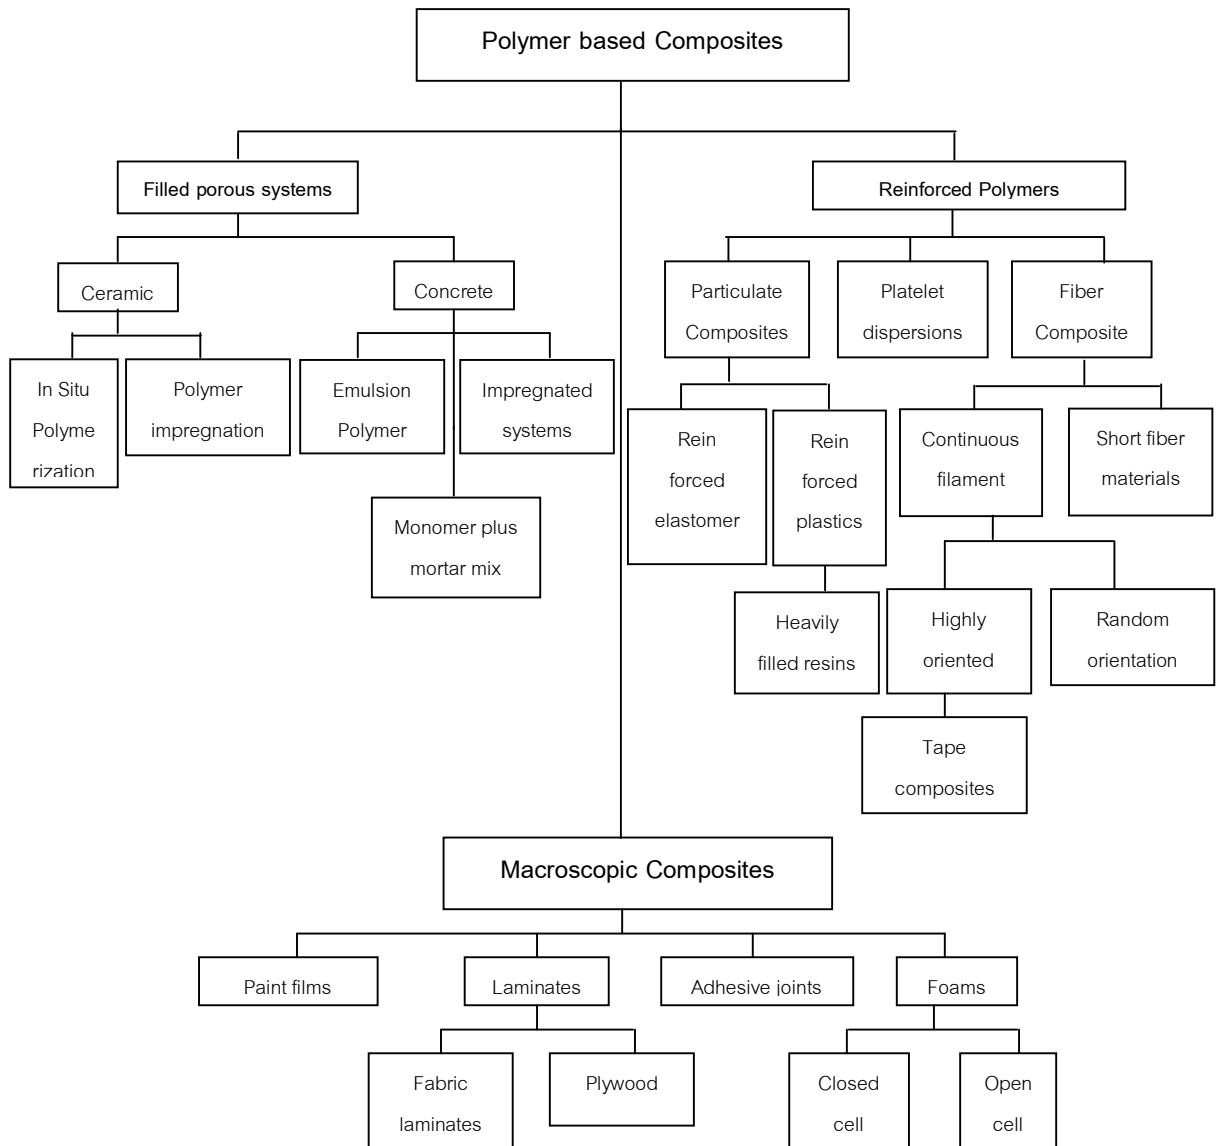 Polymer based Composites
Filled porous systems
Reinforced Polymers
Ceramic
Concrete
Particulate
Composites
Platelet
dispersions
Fiber
Composite
In Situ
Polyme
rization
Polymer
impregnation
Emulsion
Polymer
Impregnated
systems
Monomer plus
mortar mix
Rein
forced
elastomer
Rein
forced
plastics
Continuous
filament
Short fiber
materials
Heavily
filled resins
Highly
oriented
Random
orientation
Tape
composites
Macroscopic Composites
Paint films
Laminates
Adhesive joints
Foams
Fabric
laminates
Plywood
Closed
cell
Open
cell